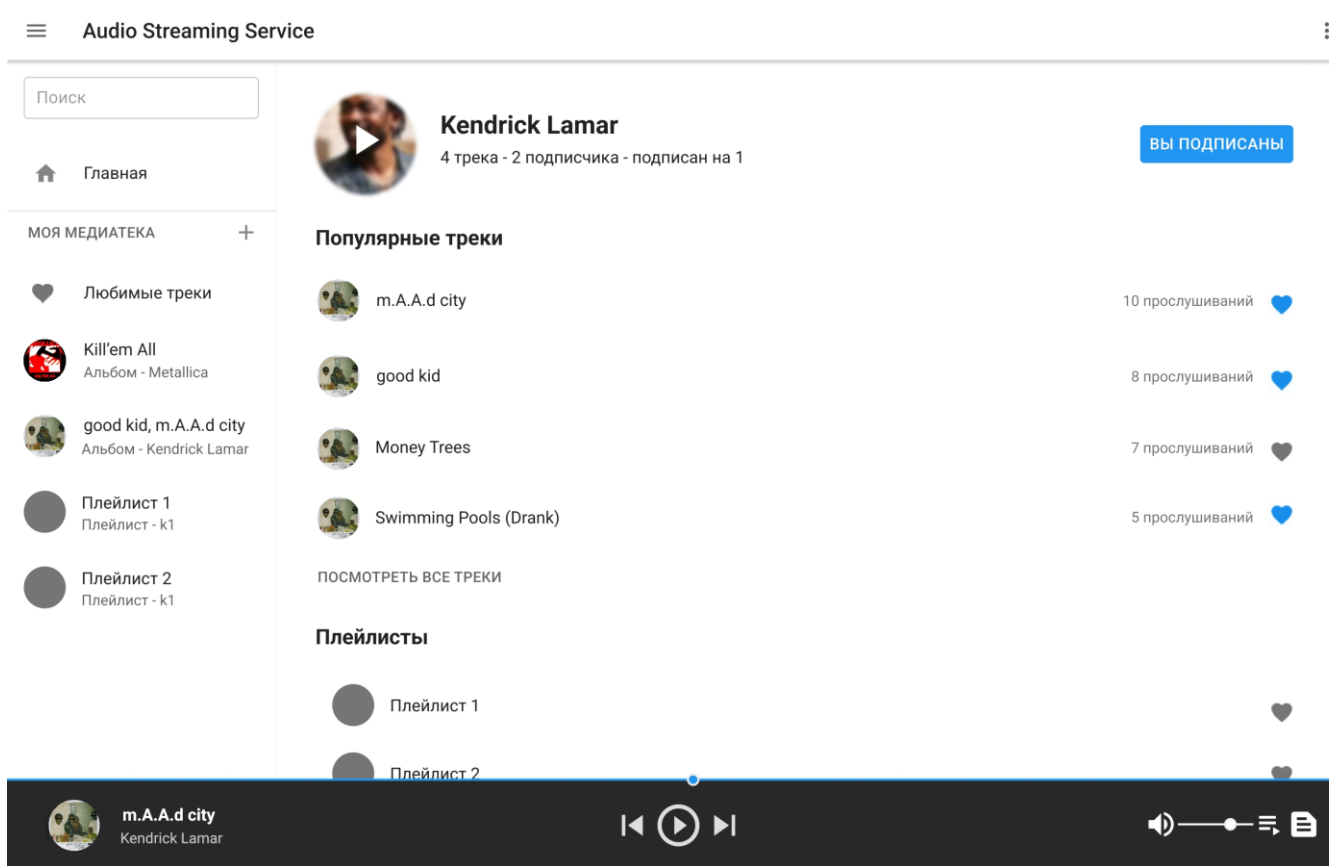 Audio Streaming Service
Поиск
Главная
МОЯ МЕДИАТЕКА
Любимые треки
Kill'em All
Альбом - Metallica
good kid, m.A.A.d city
Альбом - Kendrick Lamar
Плейлист 1
Плейлист - k1
Плейлист 2
Плейлист - k1
Kendrick Lamar
4 трека - 2 подписчика - подписан на 1
ВЫ ПОДПИСАНЫ
Популярные треки
m.A.A.d city
10 прослушиваний
good kid
8 прослушиваний
Money Trees
7 прослушиваний
Swimming Pools (Drank)
5 прослушиваний
ПОСМОТРЕТЬ ВСЕ ТРЕКИ
Плейлисты
Плейлист 1
Плейлист 2
m.A.A.d city
Kendrick Lamar